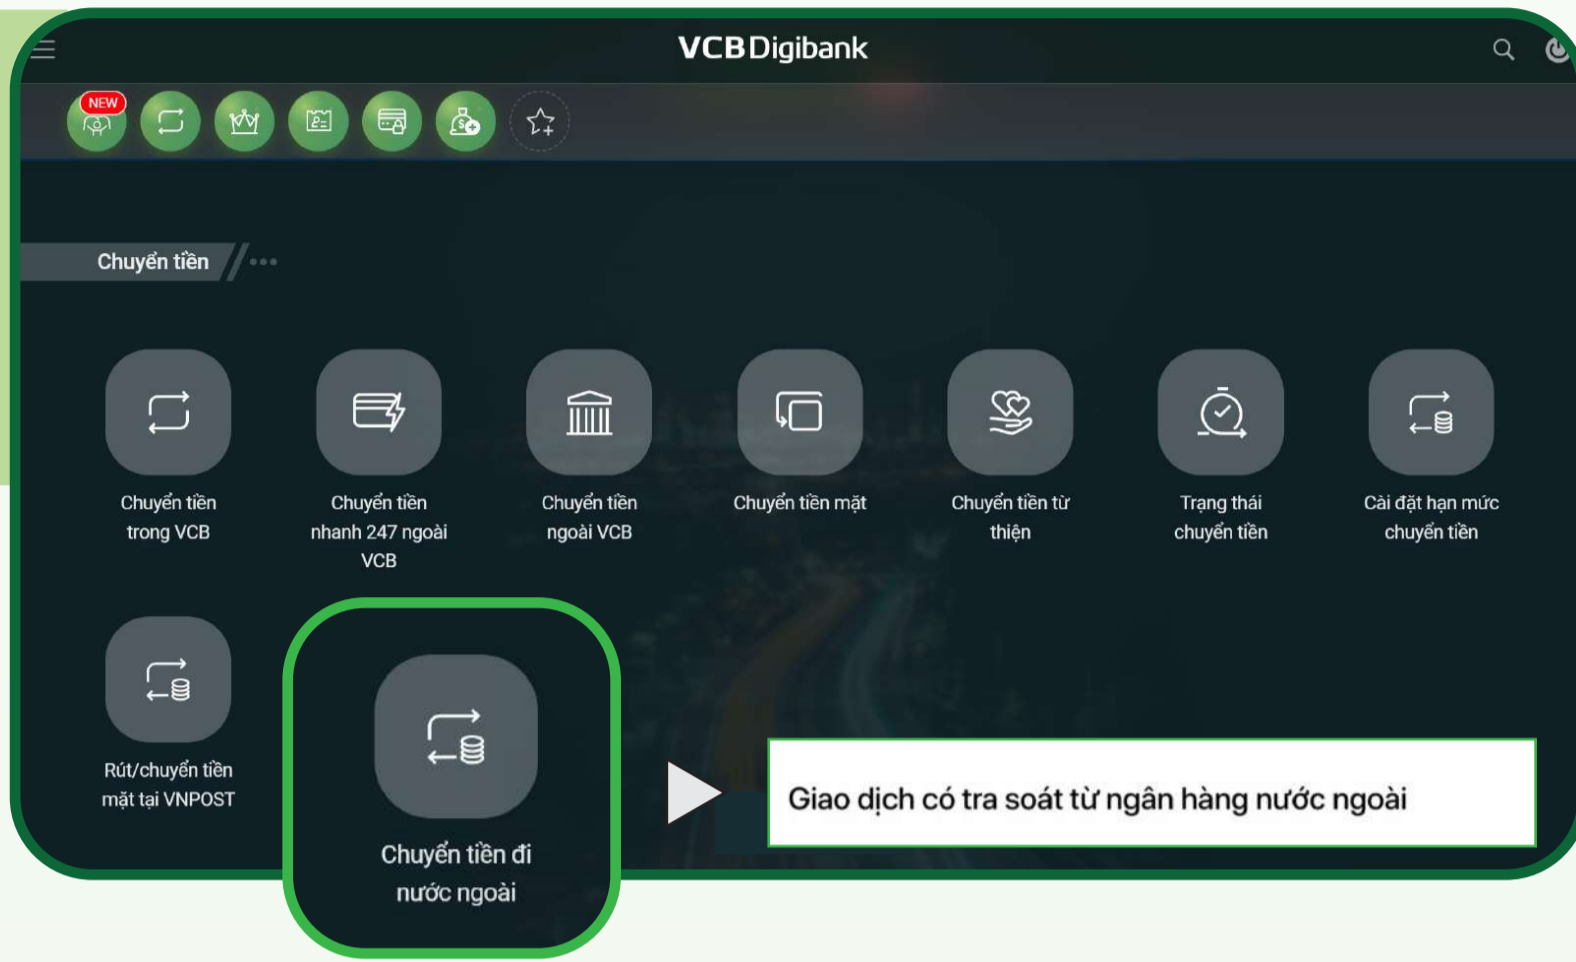 VCB Digibank
NEW
Chuyển tiền
Chuyển tiền
trong VCB
Chuyển tiền
nhanh 247 ngoài
VCB
Chuyển tiền
ngoài VCB
Chuyển tiền mặt
Chuyển tiền từ
thiện
Trạng thái
chuyển tiền
Cài đặt hạn mức
chuyển tiền
Rút/chuyển tiền
mặt tại VNPOST
Chuyển tiền đi
nước ngoài
Giao dịch có tra soát từ ngân hàng nước ngoài